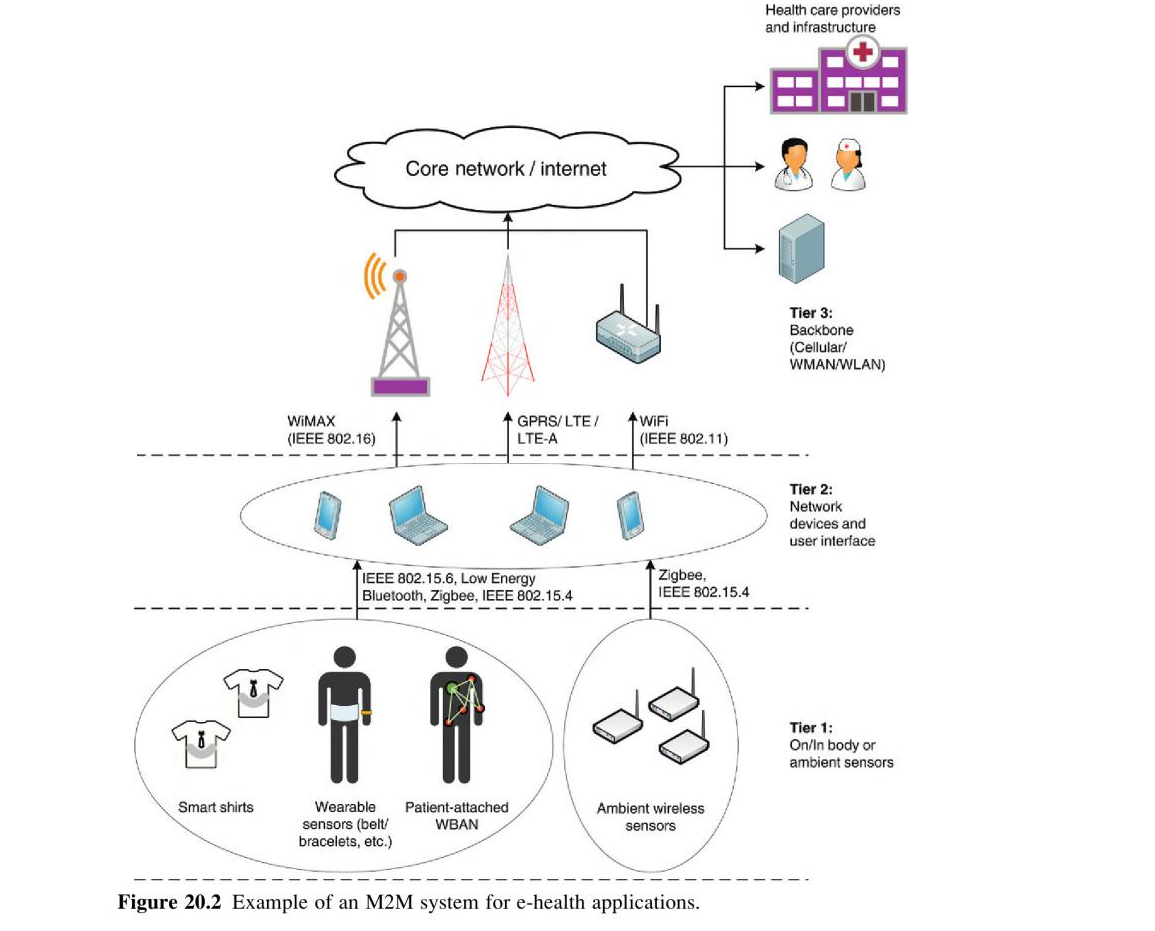 Health care providers
and infrastructure
Core network / internet
Tier 3:
Backbone
(Cellular/
WMAN/WLAN)
WiMAX
(IEEE 802.16)
GPRS/ LTE /
LTE-A
WiFi
(IEEE 802.11)
Tier 2:
Network
devices and
user interface
IEEE 802.15.6, Low Energy
Bluetooth, Zigbee, IEEE 802.15.4
Zigbee,
IEEE 802.15.4
Tier 1:
On/In body or
ambient sensors
Smart shirts
Wearable
sensors (belt/
bracelets, etc.)
Patient-attached
WBAN
Ambient wireless
sensors
Figure 20.2 Example of an M2M system for e-health applications.